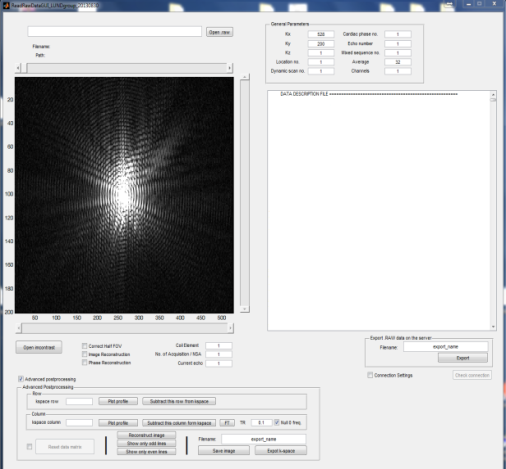 ReadRawDataGUI_LUNDgroup_20130830
Open raw
Filename:
Path:
General Parameters
Kx 528 Cardiac phase no. 1
Ky 200 Echo number 1
Kz 1 Mixed sequence no. 1
Location no. 1 Average 32
Dynamic scan no. 1 Channels 1
DATA DESCRIPTION FILE
20
40
60
80
100
120
140
160
180
200
50 100 150 200 250 300 350 400 450 500
Open imcontrast
Correct Half FOV
Image Reconstruction
Phase Reconstruction
Coil Element 1
No. of Acquisition / NSA 1
Current echo 1
Export .RAW data on the server
Filename: export_name
Export
Connection Settings
Check connection
Advanced postprocessing
Advanced Postprocessing
Row
kspace row Plot profile Subtract this row from kspace
Column
kspace column Plot profile Subtract this column form kspace FT TR Null 0 freq.
Reset data matrix
Reconstruct image
Show only odd lines
Show only even lines
Filename: export_name
Save image Export k-space